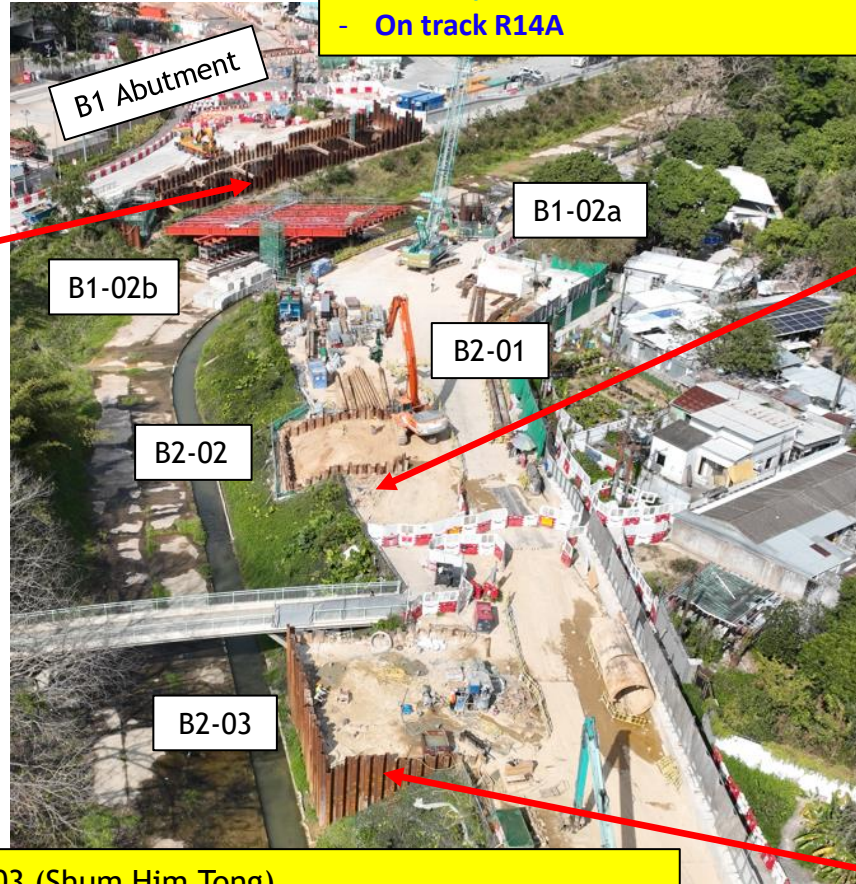 - On track R14A
B1 Abutment
B1-02a
B1-02b
B2-01
B2-02
B2-03
03 (Shum Him Tong)